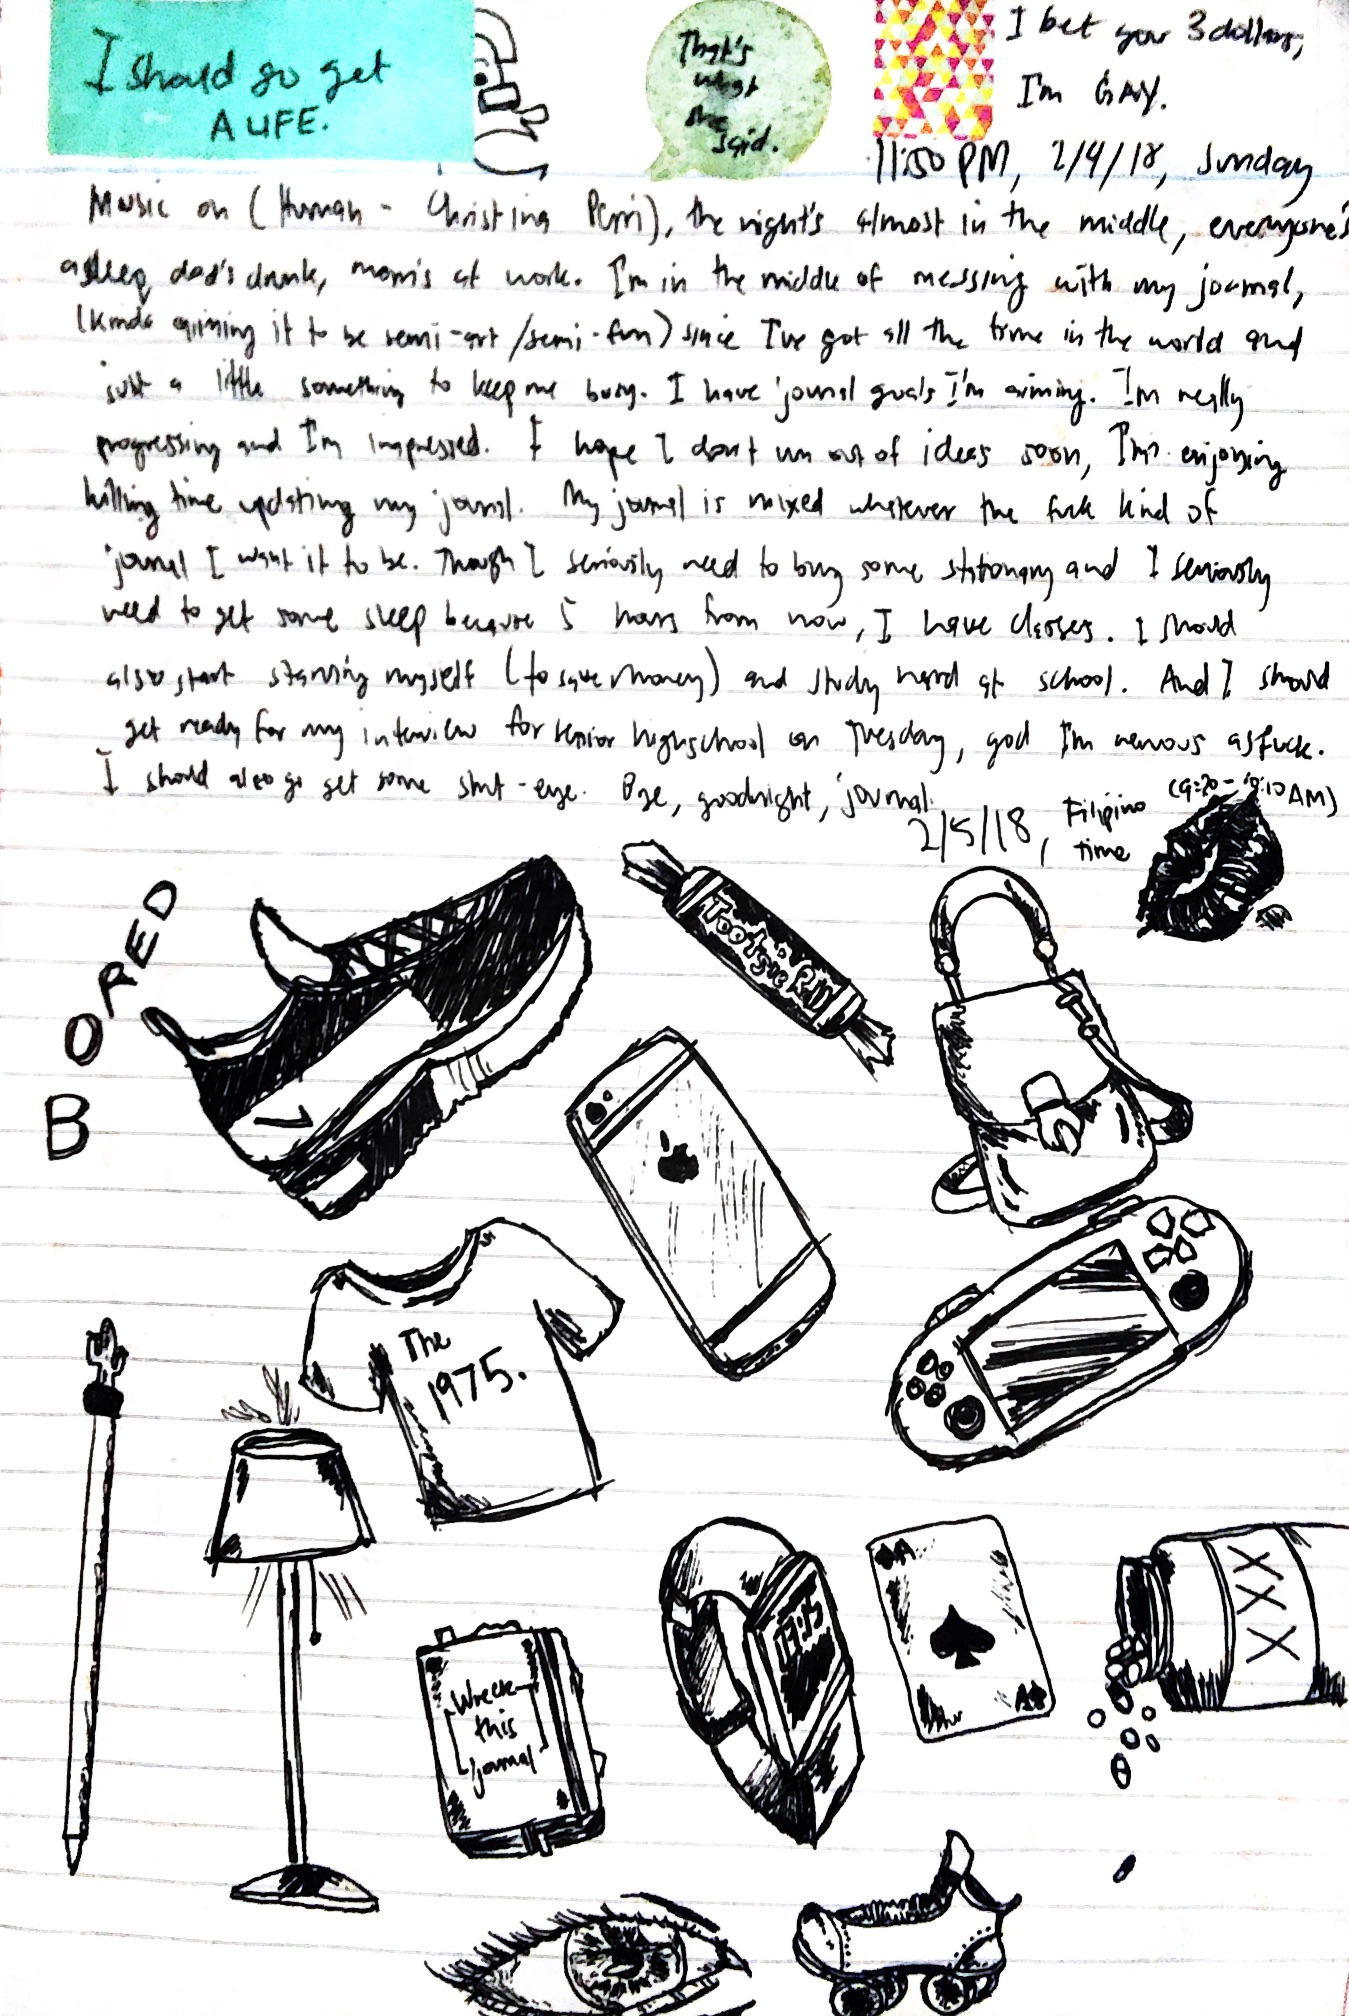 I should go get
A LIFE.
That's
what
she
said.
I bet you 3 dollars,
I'm GAY.
11:50 PM, 2/4/18, Sunday
Music on (Human - Christina Perri), the night's almost in the middle, everyone's
asleep, dad's drunk, mom's at work. I'm in the middle of messing with my journal,
(kinda aiming it to be semi-art/semi-fun) since I've got all the time in the world and
just a little something to keep me busy. I have 'journal goals' I'm aiming. I'm really
progressing and I'm impressed. I hope I don't run out of ideas soon, I'm enjoying
killing time updating my journal. My journal is mixed whatever the fuck kind of
journal I want it to be. Though I seriously need to buy some stationary and I seriously
need to get some sleep because 5 hours from now, I have classes. I should
also start starving myself (to save money) and study hard at school. And I should
get ready for my interview for senior highschool on Tuesday, god I'm nervous as fuck.
I should also go get some shut-eye. Bye, goodnight, journal.
2/5/18, Filipino
time
(9:20 - 10:10 AM)
BORED
Tootsie Roll
The
1975.
A
A
XXX
Wreck
this
journal